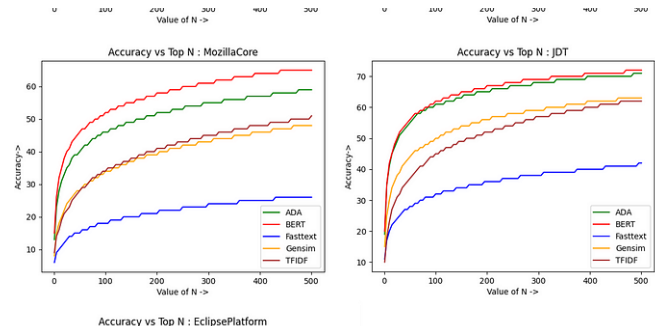 0 100 200 300 400 500
Value of N ->
0 100 200 300 400 500
Value of N ->
Accuracy vs Top N : MozillaCore
60
50
40
30
20
10
Accuracy->
ADA
BERT
Fasttext
Gensim
TFIDF
0 100 200 300 400 500
Value of N ->
Accuracy vs Top N : JDT
70
60
50
40
30
20
10
Accuracy->
ADA
BERT
Fasttext
Gensim
TFIDF
0 100 200 300 400 500
Value of N ->
Accuracy vs Top N : EclipsePlatform